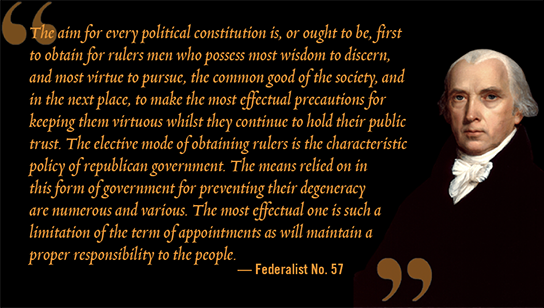 The aim for every political constitution is, or ought to be, first
to obtain for rulers men who possess most wisdom to discern,
and most virtue to pursue, the common good of the society, and
in the next place, to make the most effectual precautions for
keeping them virtuous whilst they continue to hold their public
trust. The elective mode of obtaining rulers is the characteristic
policy of republican government. The means relied on in
this form of government for preventing their degeneracy
are numerous and various. The most effectual one is such a
limitation of the term of appointments as will maintain a
proper responsibility to the people.
— Federalist No. 57